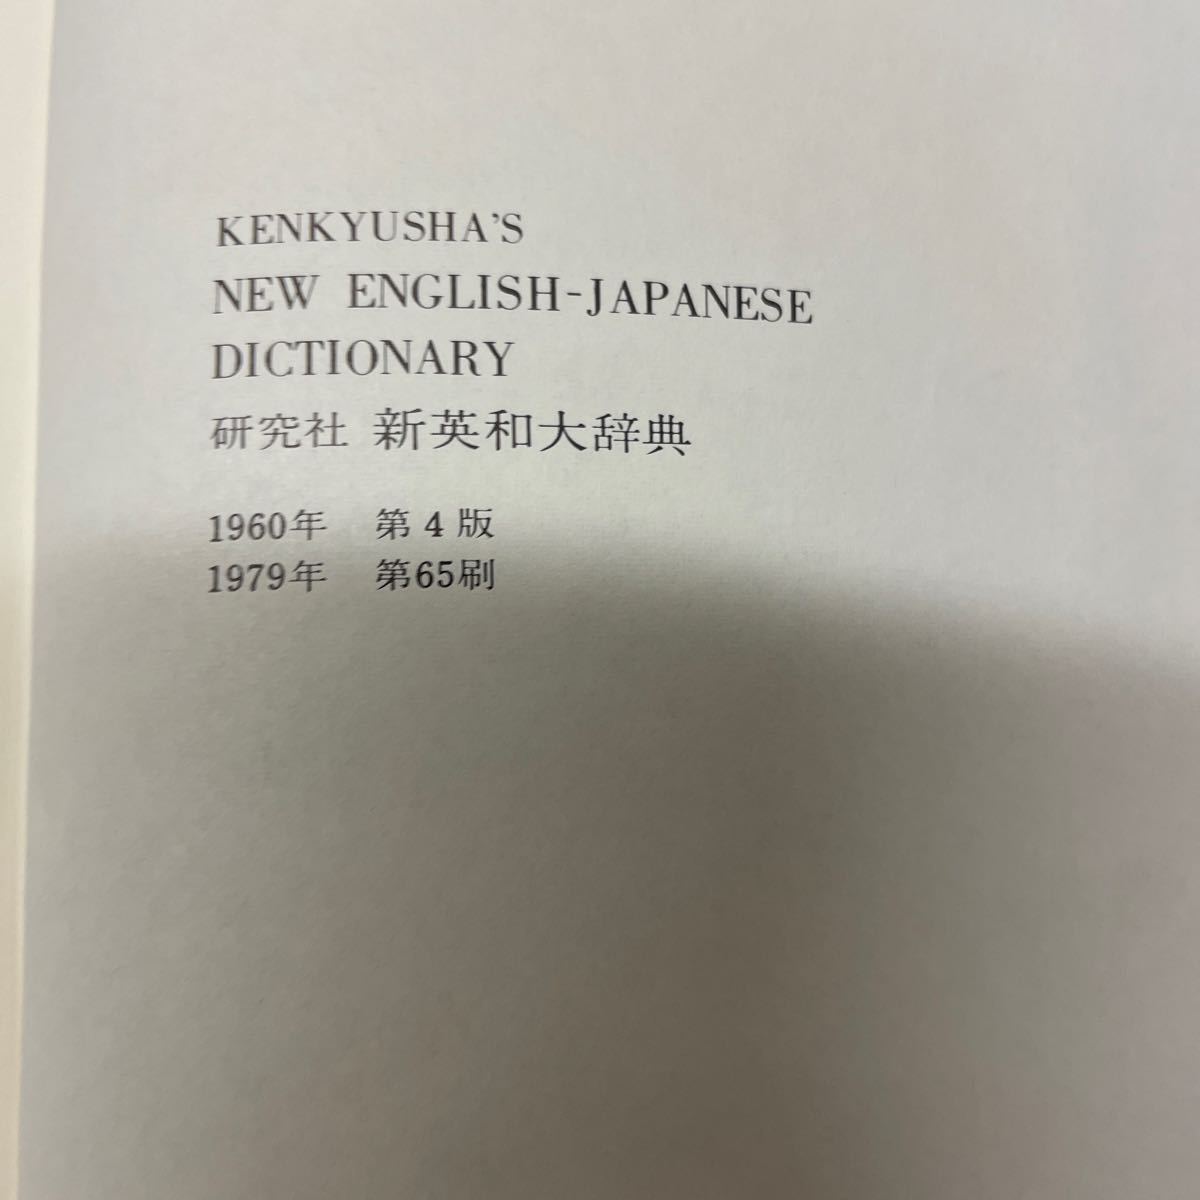 KENKYUSHA'S
NEW ENGLISH-JAPANESE
DICTIONARY
研究社 新英和大辞典
1960年 第4版
1979年 第65刷